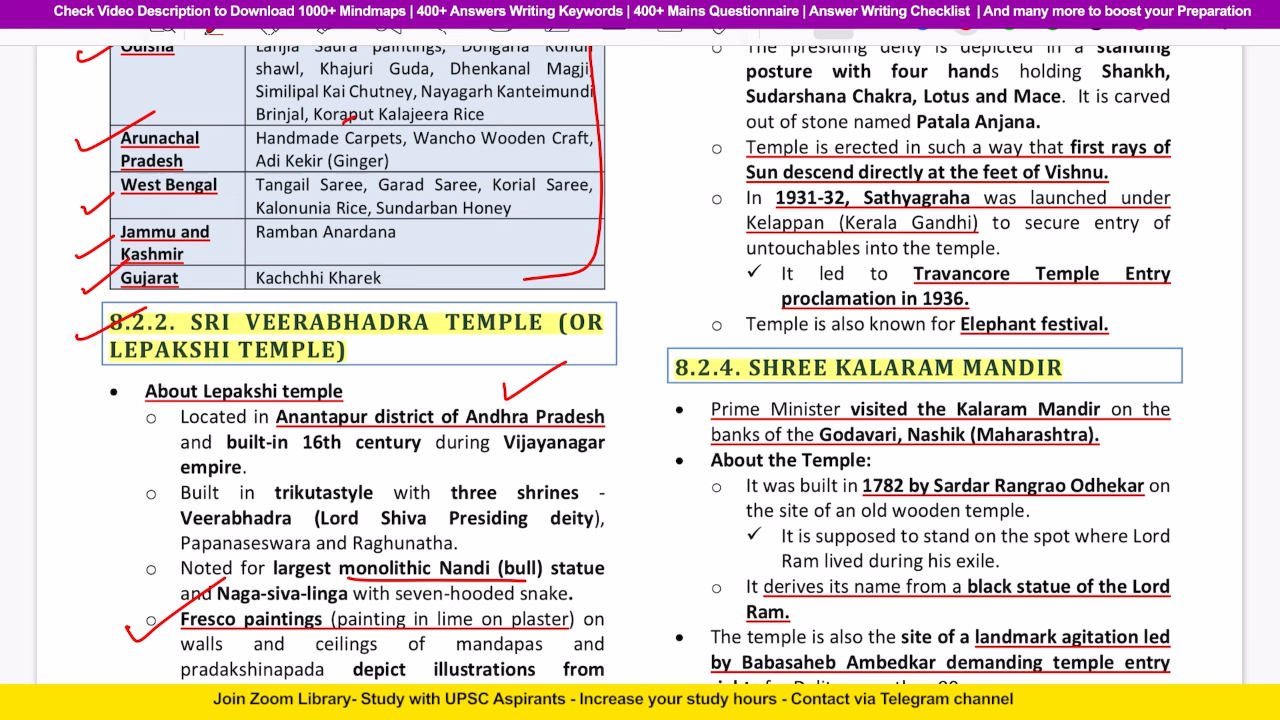 Check Video Description to Download 1000+ Mindmaps | 400+ Answers Writing Keywords | 400+ Mains Questionnaire | Answer Writing Checklist | And many more to boost your Preparation
Odisha
Lanjia Saura paintings, Dongaria Kondh
shawl, Khajuri Guda, Dhenkanal Magji,
Similipal Kai Chutney, Nayagarh Kanteimundi
Brinjal, Koraput Kalajeera Rice
Arunachal
Pradesh
Handmade Carpets, Wancho Wooden Craft,
Adi Kekir (Ginger)
West Bengal
Tangail Saree, Garad Saree, Korial Saree,
Kalonunia Rice, Sundarban Honey
Jammu and
Kashmir
Ramban Anardana
Gujarat
Kachchhi Kharek
8.2.2. SRI VEERABHADRA TEMPLE (OR
LEPAKSHI TEMPLE)
• About Lepakshi temple
o Located in Anantapur district of Andhra Pradesh
and built-in 16th century during Vijayanagar
empire.
o Built in trikutastyle with three shrines -
Veerabhadra (Lord Shiva Presiding deity),
Papanaseswara and Raghunatha.
o Noted for largest monolithic Nandi (bull) statue
and Naga-siva-linga with seven-hooded snake.
o Fresco paintings (painting in lime on plaster) on
walls and ceilings of mandapas and
pradakshinapada depict illustrations from
o The presiding deity is depicted in a standing
posture with four hands holding Shankh,
Sudarshana Chakra, Lotus and Mace. It is carved
out of stone named Patala Anjana.
o Temple is erected in such a way that first rays of
Sun descend directly at the feet of Vishnu.
o In 1931-32, Sathyagraha was launched under
Kelappan (Kerala Gandhi) to secure entry of
untouchables into the temple.
✓ It led to Travancore Temple Entry
proclamation in 1936.
o Temple is also known for Elephant festival.
8.2.4. SHREE KALARAM MANDIR
• Prime Minister visited the Kalaram Mandir on the
banks of the Godavari, Nashik (Maharashtra).
• About the Temple:
o It was built in 1782 by Sardar Rangrao Odhekar on
the site of an old wooden temple.
✓ It is supposed to stand on the spot where Lord
Ram lived during his exile.
o It derives its name from a black statue of the Lord
Ram.
• The temple is also the site of a landmark agitation led
by Babasaheb Ambedkar demanding temple entry
Join Zoom Library- Study with UPSC Aspirants - Increase your study hours - Contact via Telegram channel